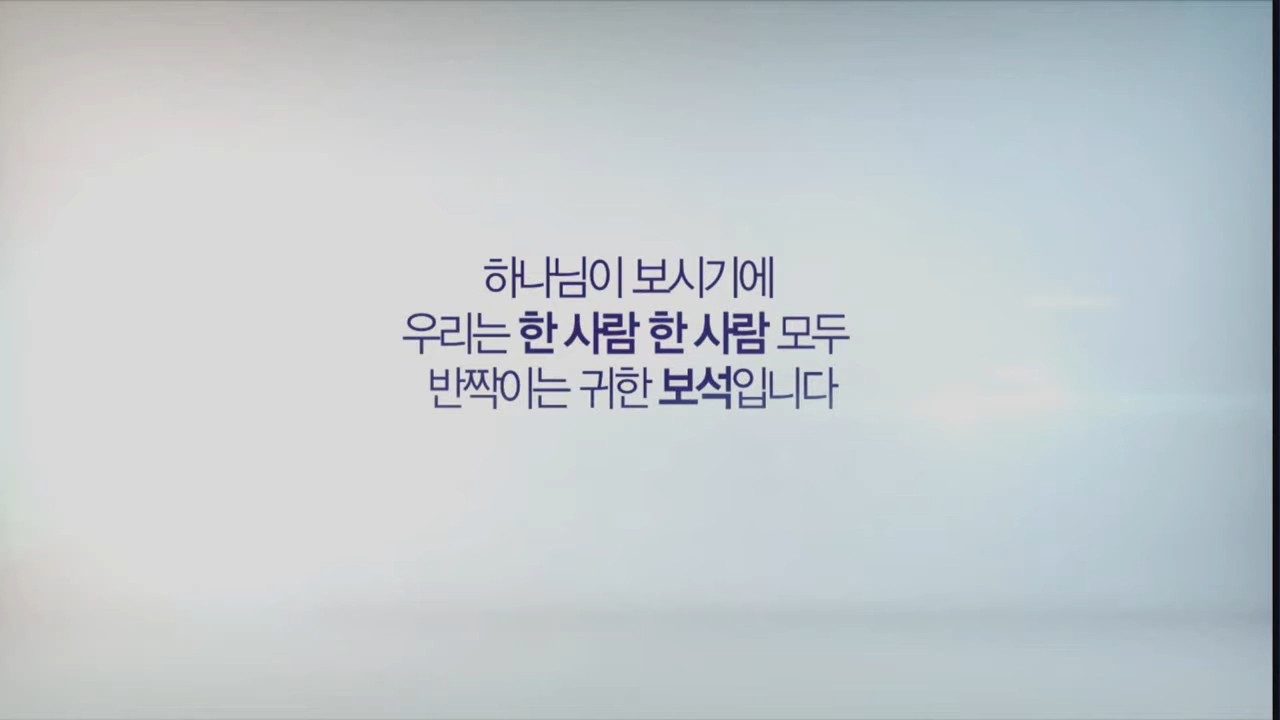 하나님이 보시기에
우리는 한 사람 한 사람 모두
반짝이는 귀한 보석입니다